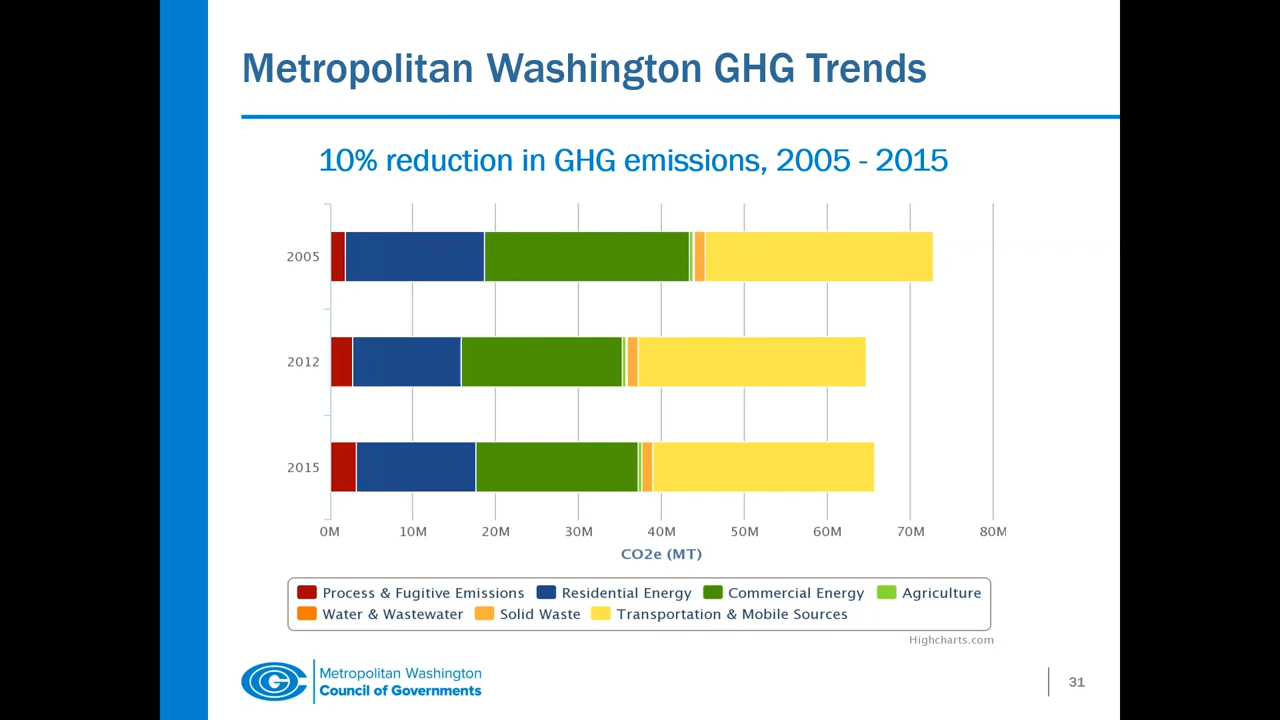 Metropolitan Washington GHG Trends
10% reduction in GHG emissions, 2005 - 2015
2005
2012
2015
0M 10M 20M 30M 40M 50M 60M 70M 80M
CO2e (MT)
Process & Fugitive Emissions Residential Energy Commercial Energy Agriculture
Water & Wastewater Solid Waste Transportation & Mobile Sources
Highcharts.com
Metropolitan Washington
Council of Governments
31